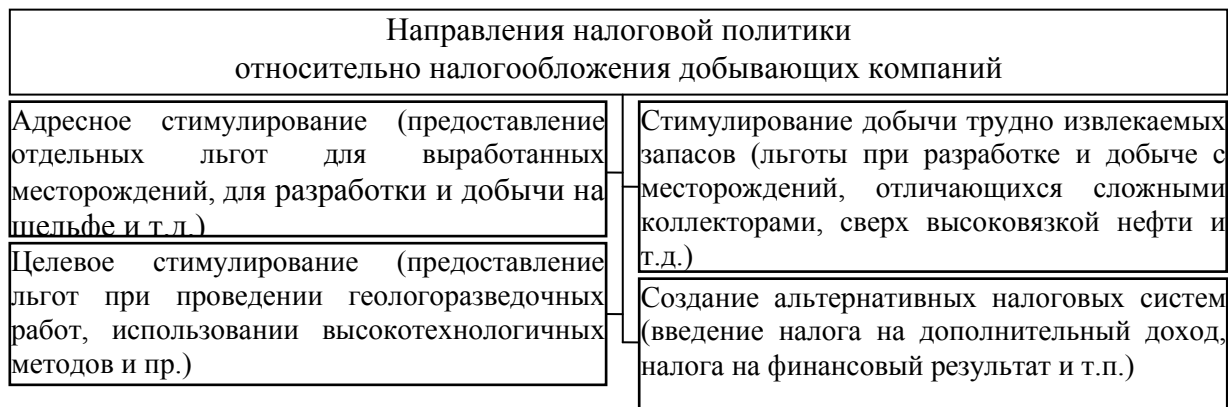 Направления налоговой политики
относительно налогообложения добывающих компаний
Адресное стимулирование (предоставление
отдельных льгот для выработанных
месторождений, для разработки и добычи на
шельфе и т.д.)
Целевое стимулирование (предоставление
льгот при проведении геологоразведочных
работ, использовании высокотехнологичных
методов и пр.)
Стимулирование добычи трудно извлекаемых
запасов (льготы при разработке и добыче с
месторождений, отличающихся сложными
коллекторами, сверх высоковязкой нефти и
т.д.)
Создание альтернативных налоговых систем
(введение налога на дополнительный доход,
налога на финансовый результат и т.п.)